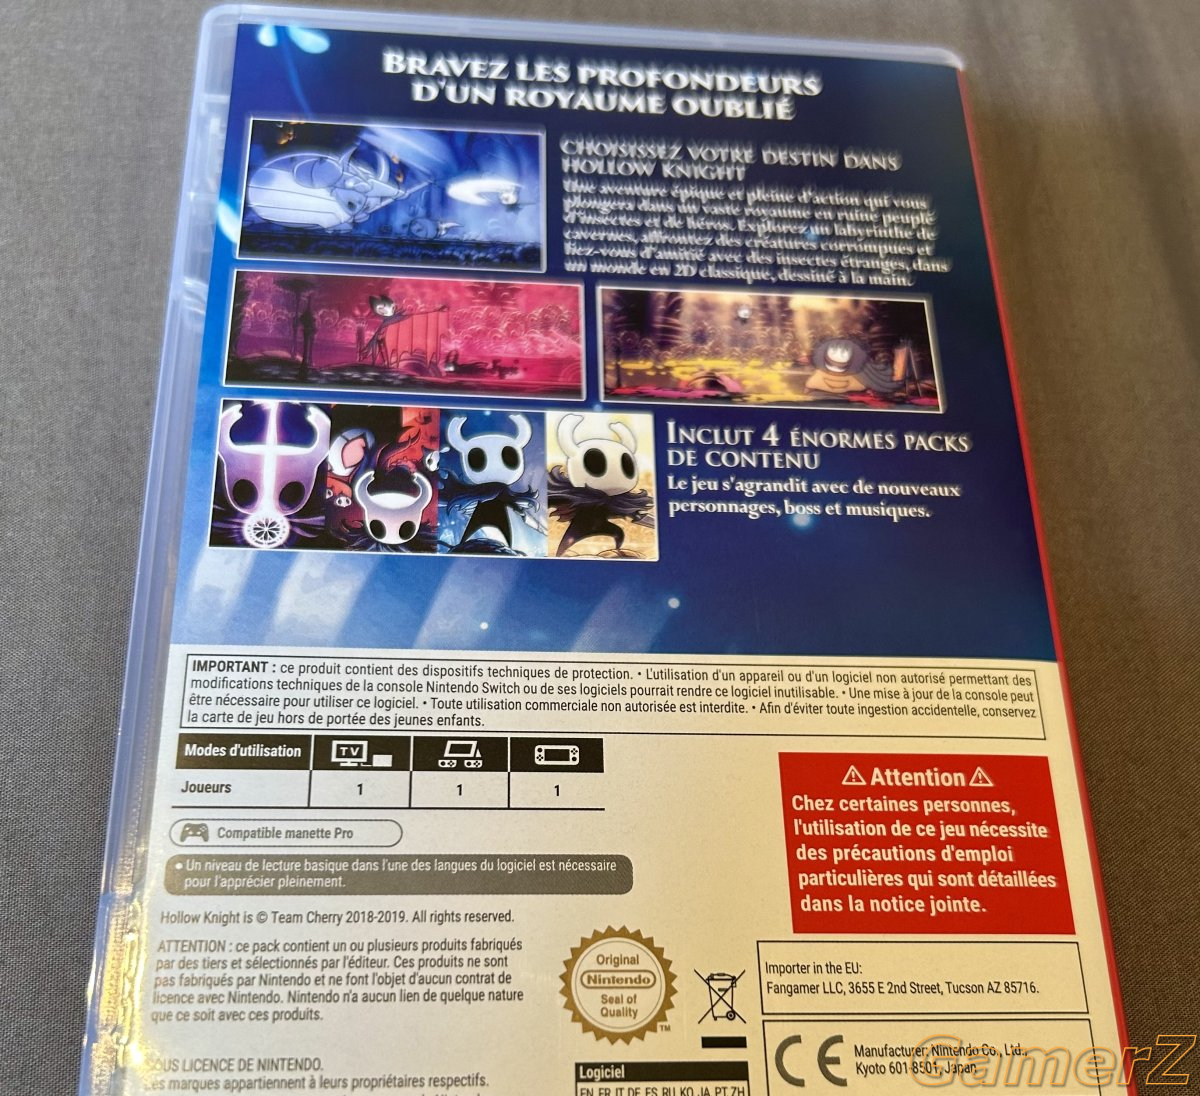 BRAVEZ LES PROFONDEURS
D'UN ROYAUME OUBLIÉ
CHOISISSEZ VOTRE DESTIN DANS
HOLLOW KNIGHT
Une aventure épique et pleine d'action qui vous
plongera dans un vaste royaume en ruine peuplé
d'insectes et de héros. Explorez un labyrinthe de
cavernes, affrontez des créatures corrompues et
liez-vous d'amitié avec des insectes étranges, dans
un monde en 2D classique, dessiné à la main.
INCLUT 4 ÉNORMES PACKS
DE CONTENU
Le jeu s'agrandit avec de nouveaux
personnages, boss et musiques.
IMPORTANT : ce produit contient des dispositifs techniques de protection. • L'utilisation d'un appareil ou d'un logiciel non autorisé permettant des
modifications techniques de la console Nintendo Switch ou de ses logiciels pourrait rendre ce logiciel inutilisable. • Une mise à jour de la console peut
être nécessaire pour utiliser ce logiciel. • Toute utilisation commerciale non autorisée est interdite. • Afin d'éviter toute ingestion accidentelle, conservez
la carte de jeu hors de portée des jeunes enfants.
Modes d'utilisation TV
Joueurs 1 1 1
Compatible manette Pro
• Un niveau de lecture basique dans l'une des langues du logiciel est nécessaire
pour l'apprécier pleinement.
⚠ Attention ⚠
Chez certaines personnes,
l'utilisation de ce jeu nécessite
des précautions d'emploi
particulières qui sont détaillées
dans la notice jointe.
Hollow Knight is © Team Cherry 2018-2019. All rights reserved.
ATTENTION : ce pack contient un ou plusieurs produits fabriqués
par des tiers et sélectionnés par l'éditeur. Ces produits ne sont
pas fabriqués par Nintendo et ne font l'objet d'aucun contrat de
licence avec Nintendo. Nintendo n'a aucun lien de quelque nature
que ce soit avec ces produits.
SOUS LICENCE DE NINTENDO.
Les marques appartiennent à leurs propriétaires respectifs.
Original
Nintendo
Seal of
Quality
TM
Importer in the EU:
Fangamer LLC, 3655 E 2nd Street, Tucson AZ 85716.
CE
Manufacturer: Nintendo Co., Ltd.,
Kyoto 601-8501, Japan
Logiciel
EN FR IT DE ES RU KO JA PT ZH
GamerZ